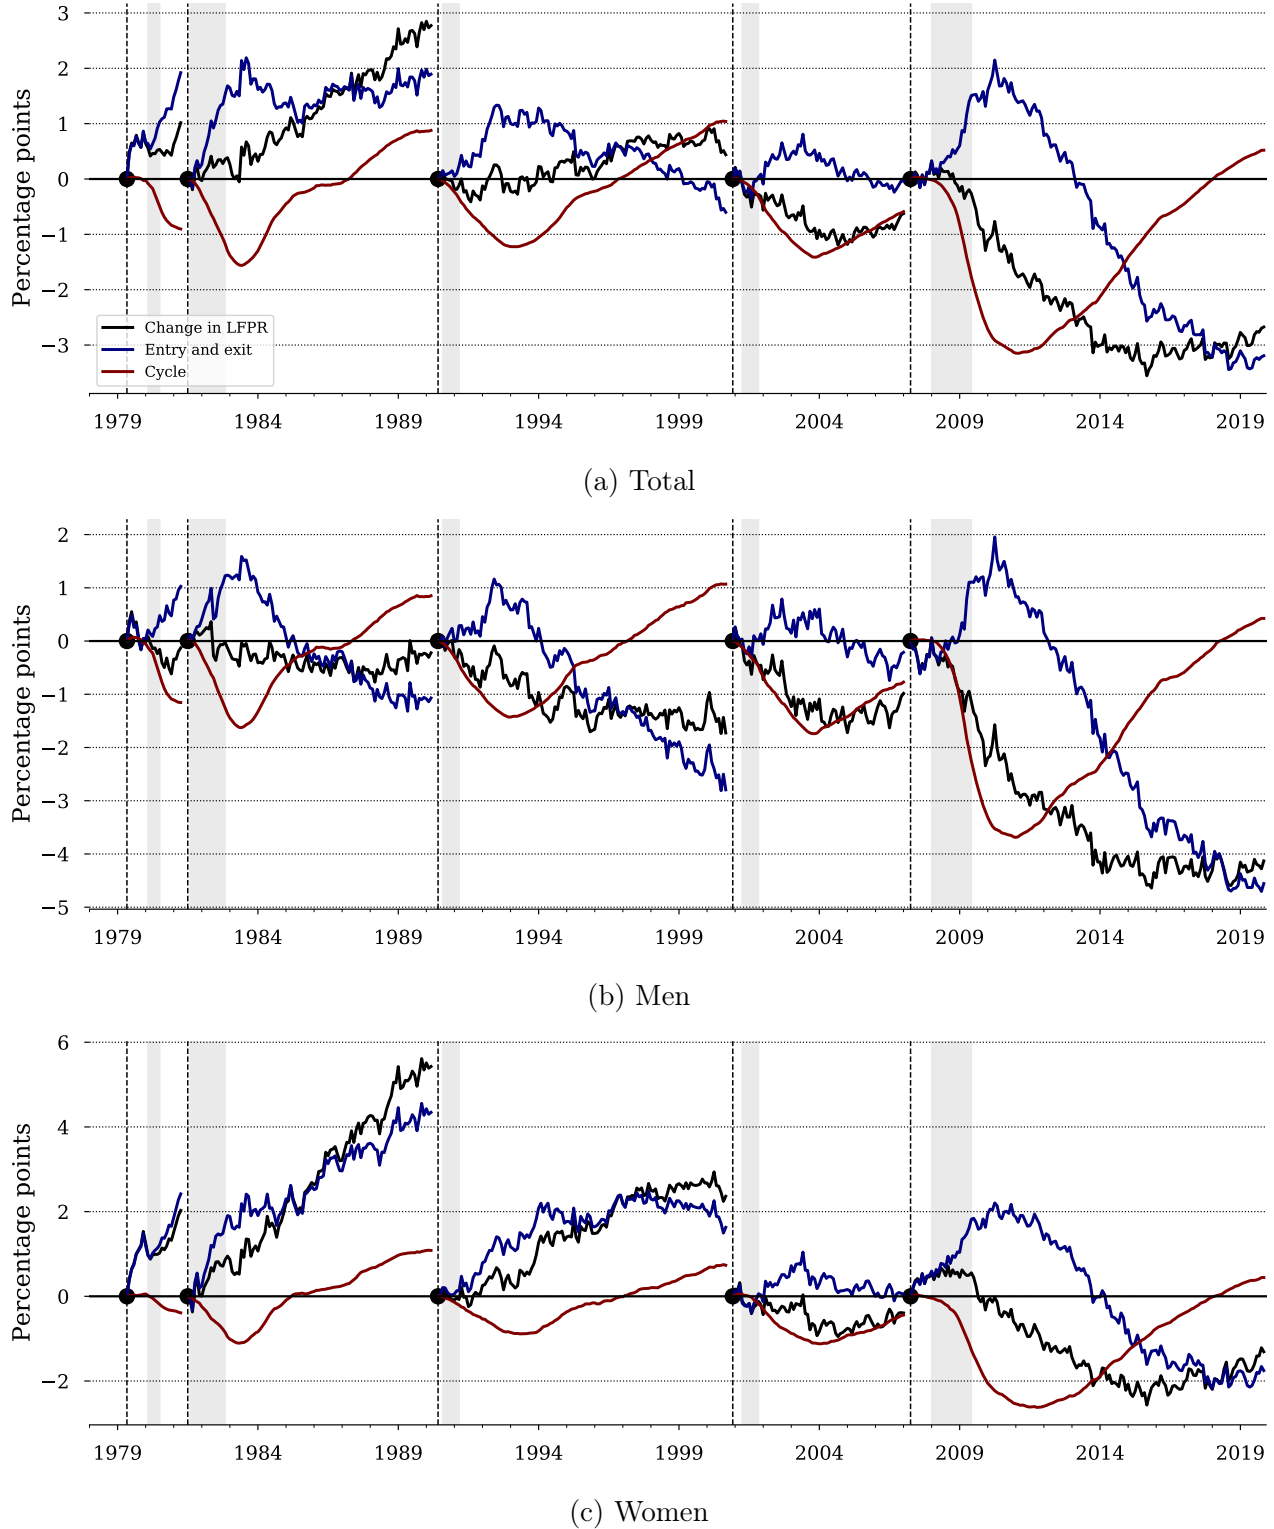 3
2
1
0
−1
−2
−3
Percentage points
Change in LFPR
Entry and exit
Cycle
1979 1984 1989 1994 1999 2004 2009 2014 2019
(a) Total
2
1
0
−1
−2
−3
−4
−5
Percentage points
1979 1984 1989 1994 1999 2004 2009 2014 2019
(b) Men
6
4
2
0
−2
Percentage points
1979 1984 1989 1994 1999 2004 2009 2014 2019
(c) Women